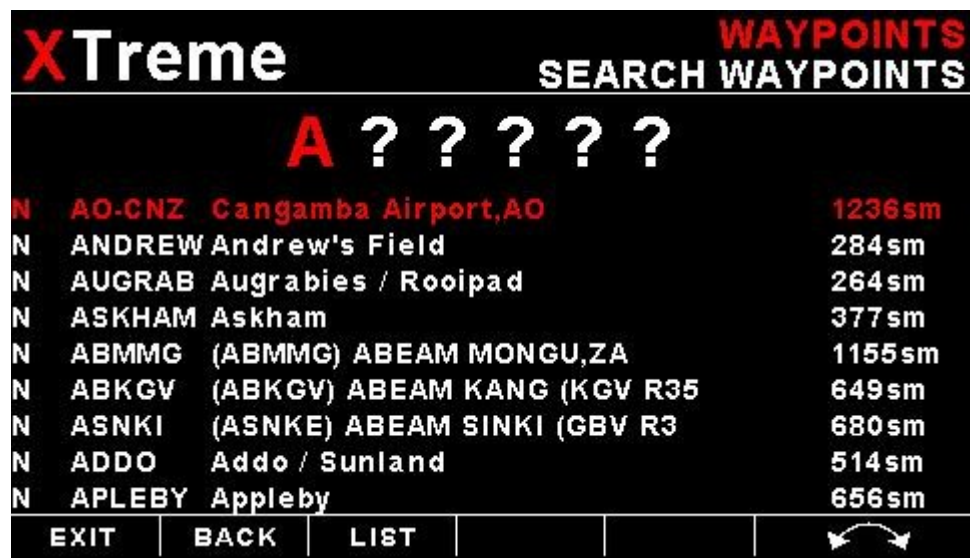 XTreme
WAYPOINTS
SEARCH WAYPOINTS
A ? ? ? ? ?
N AO-CNZ Cangamba Airport,AO 1236sm
N ANDREW Andrew's Field 284sm
N AUGRAB Augrabies / Rooipad 264sm
N ASKHAM Askham 377sm
N ABMMG (ABMMG) ABEAM MONGU,ZA 1155sm
N ABKGV (ABKGV) ABEAM KANG (KGV R35 649sm
N ASNKI (ASNKE) ABEAM SINKI (GBV R3 680sm
N ADDO Addo / Sunland 514sm
N APLEBY Appleby 656sm
EXIT BACK LIST